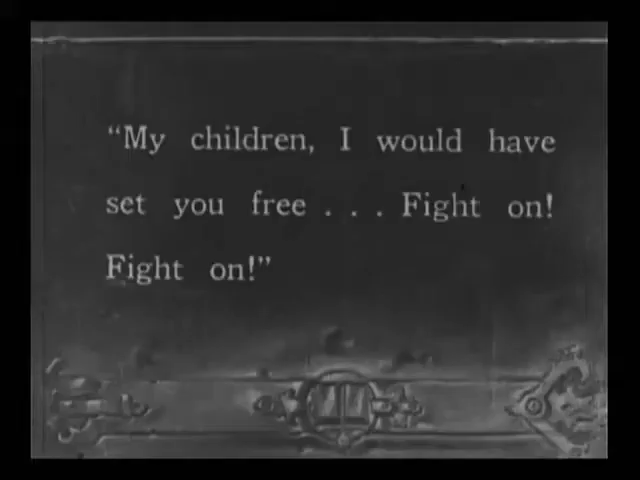 “My children, I would have
set you free . . . Fight on!
Fight on!”